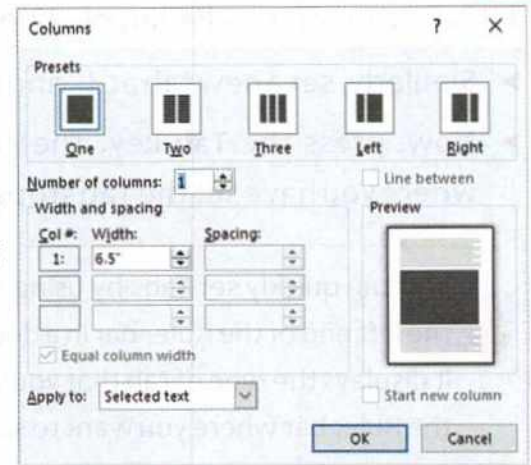 Columns ? ×
Presets
One Two Three Left Right
Number of columns: 1 Line between
Width and spacing Preview
Col #: Width: Spacing:
1: 6.5"
Equal column width
Apply to: Selected text Start new column
OK Cancel